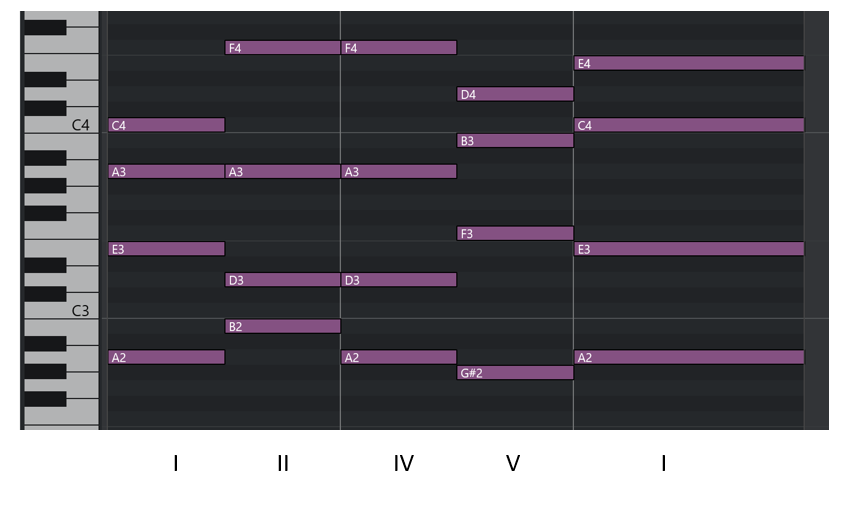 F4 F4
E4
D4
C4 C4 C4
B3
A3 A3 A3
F3
E3 E3
D3 D3
C3
B2
A2 A2 A2
G#2
I II IV V I